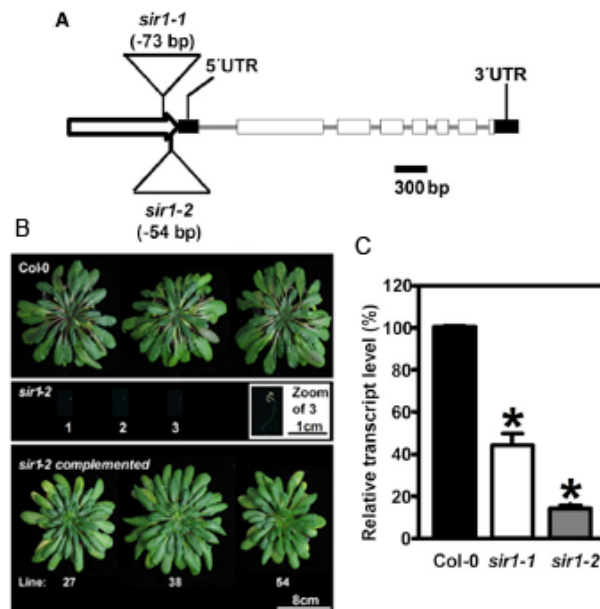 A
sir1-1
(-73 bp)
5´UTR
3´UTR
300 bp
sir1-2
(-54 bp)
B
Col-0
sir1-2
1 2 3
Zoom
of 3
1cm
sir1-2 complemented
Line: 27 38 54
8cm
C
Relative transcript level (%)
120
100
80
60
40
20
0
* *
Col-0 sir1-1 sir1-2